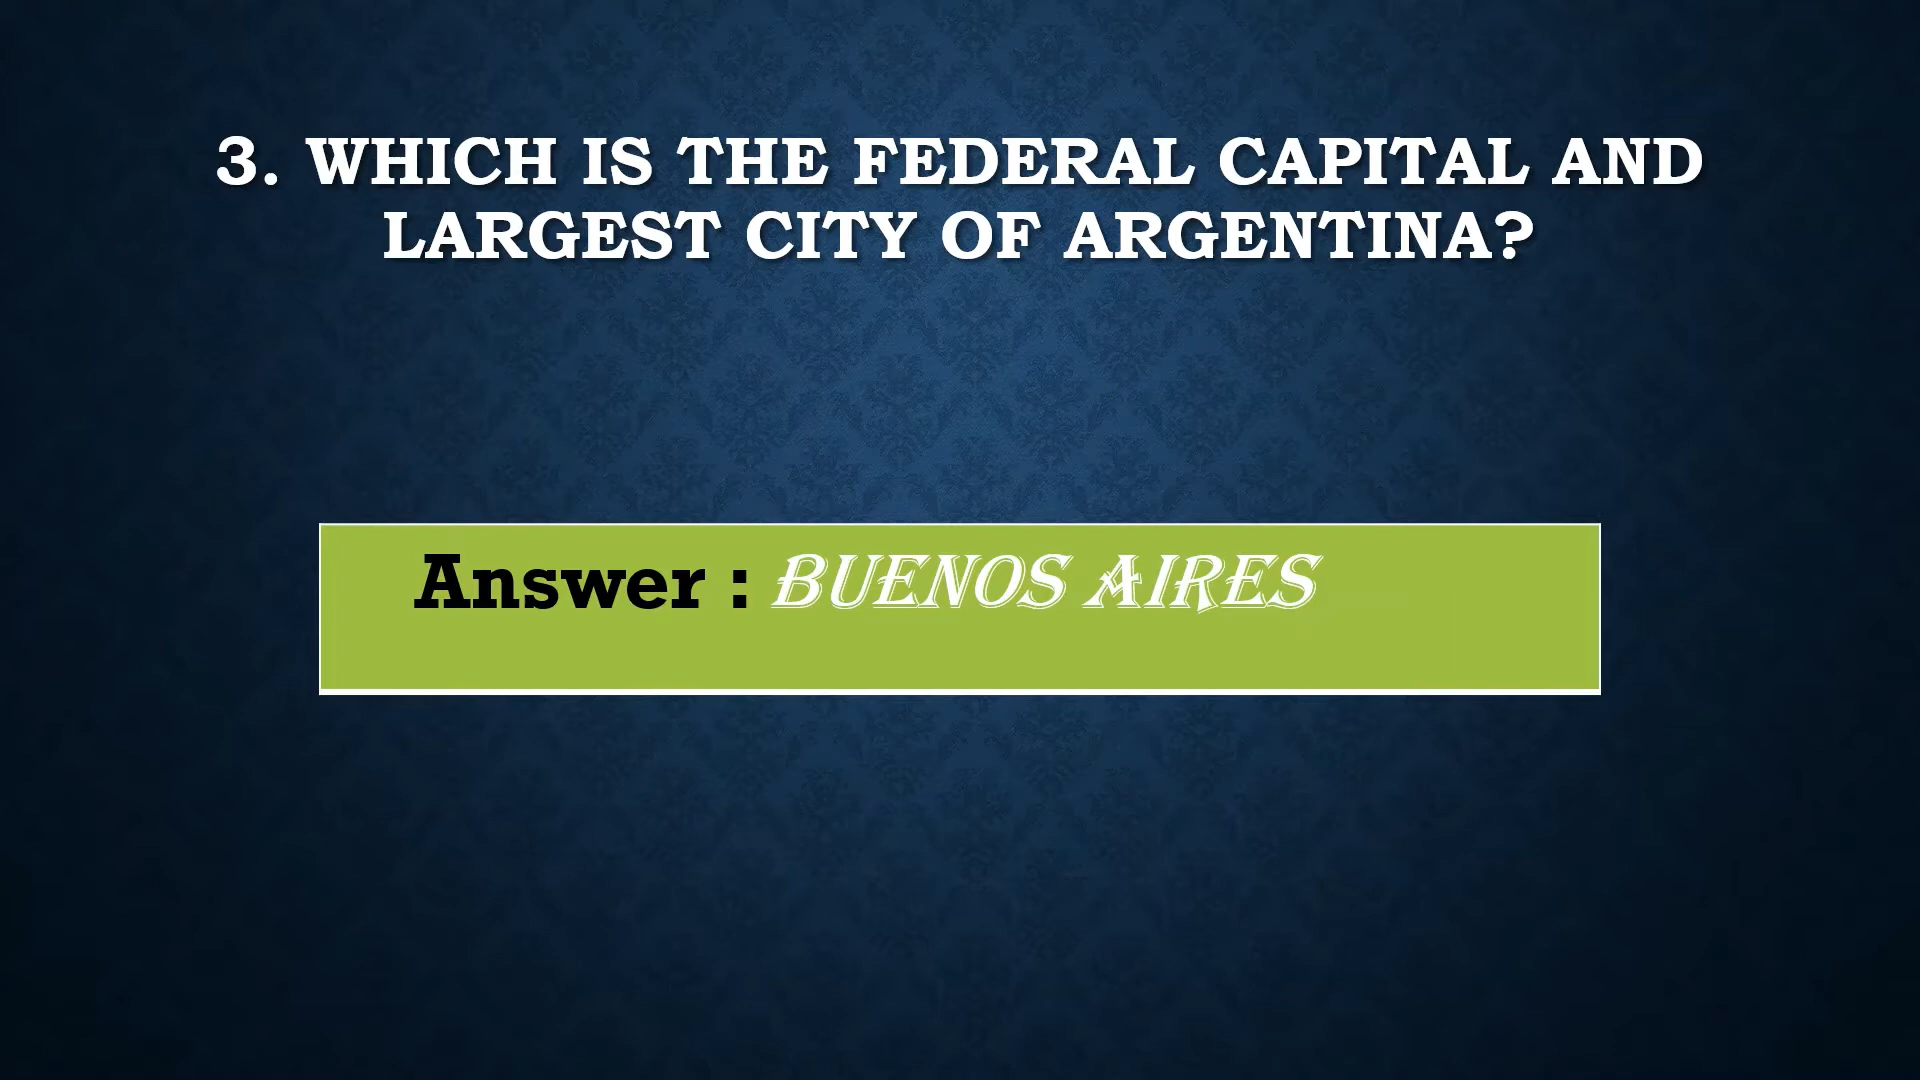 3. WHICH IS THE FEDERAL CAPITAL AND
LARGEST CITY OF ARGENTINA?
Answer : BUENOS AIRES